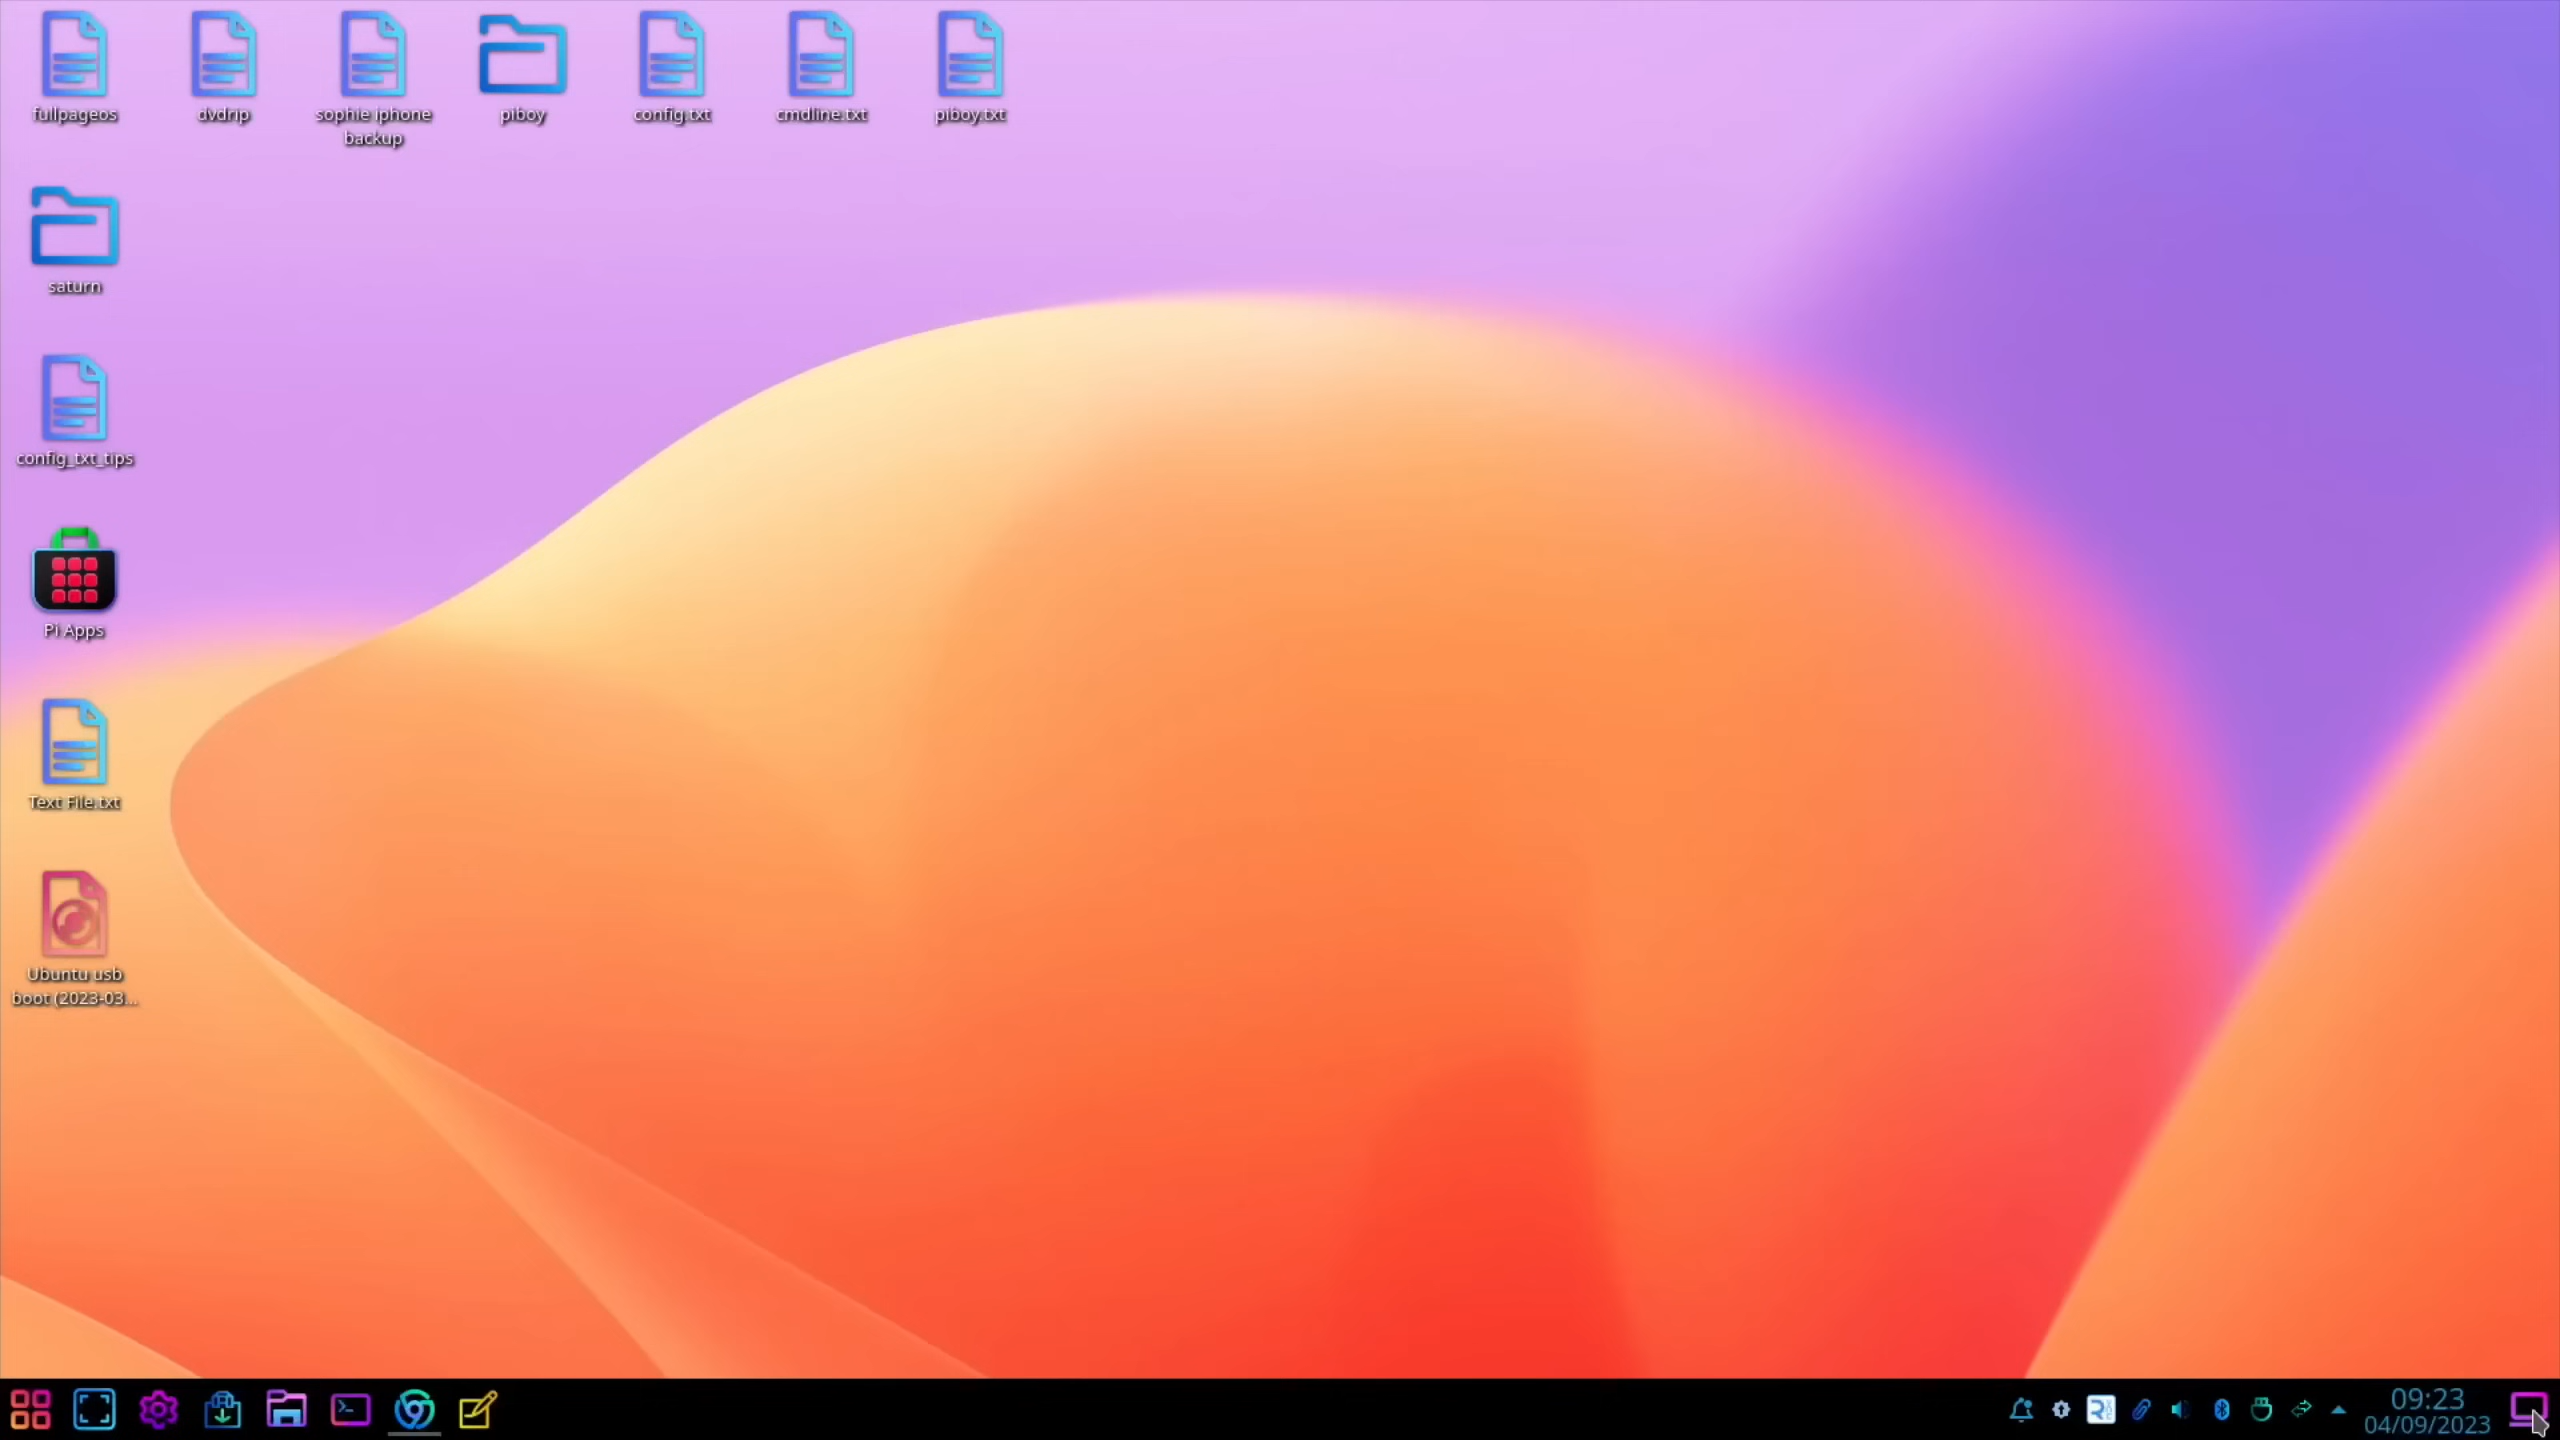 fullpageos
dvdrip
sophie iphone
backup
piboy
config.txt
cmdline.txt
piboy.txt
saturn
config_txt_tips
Pi Apps
Text File.txt
Ubuntu usb
boot (2023-03...
09:23
04/09/2023